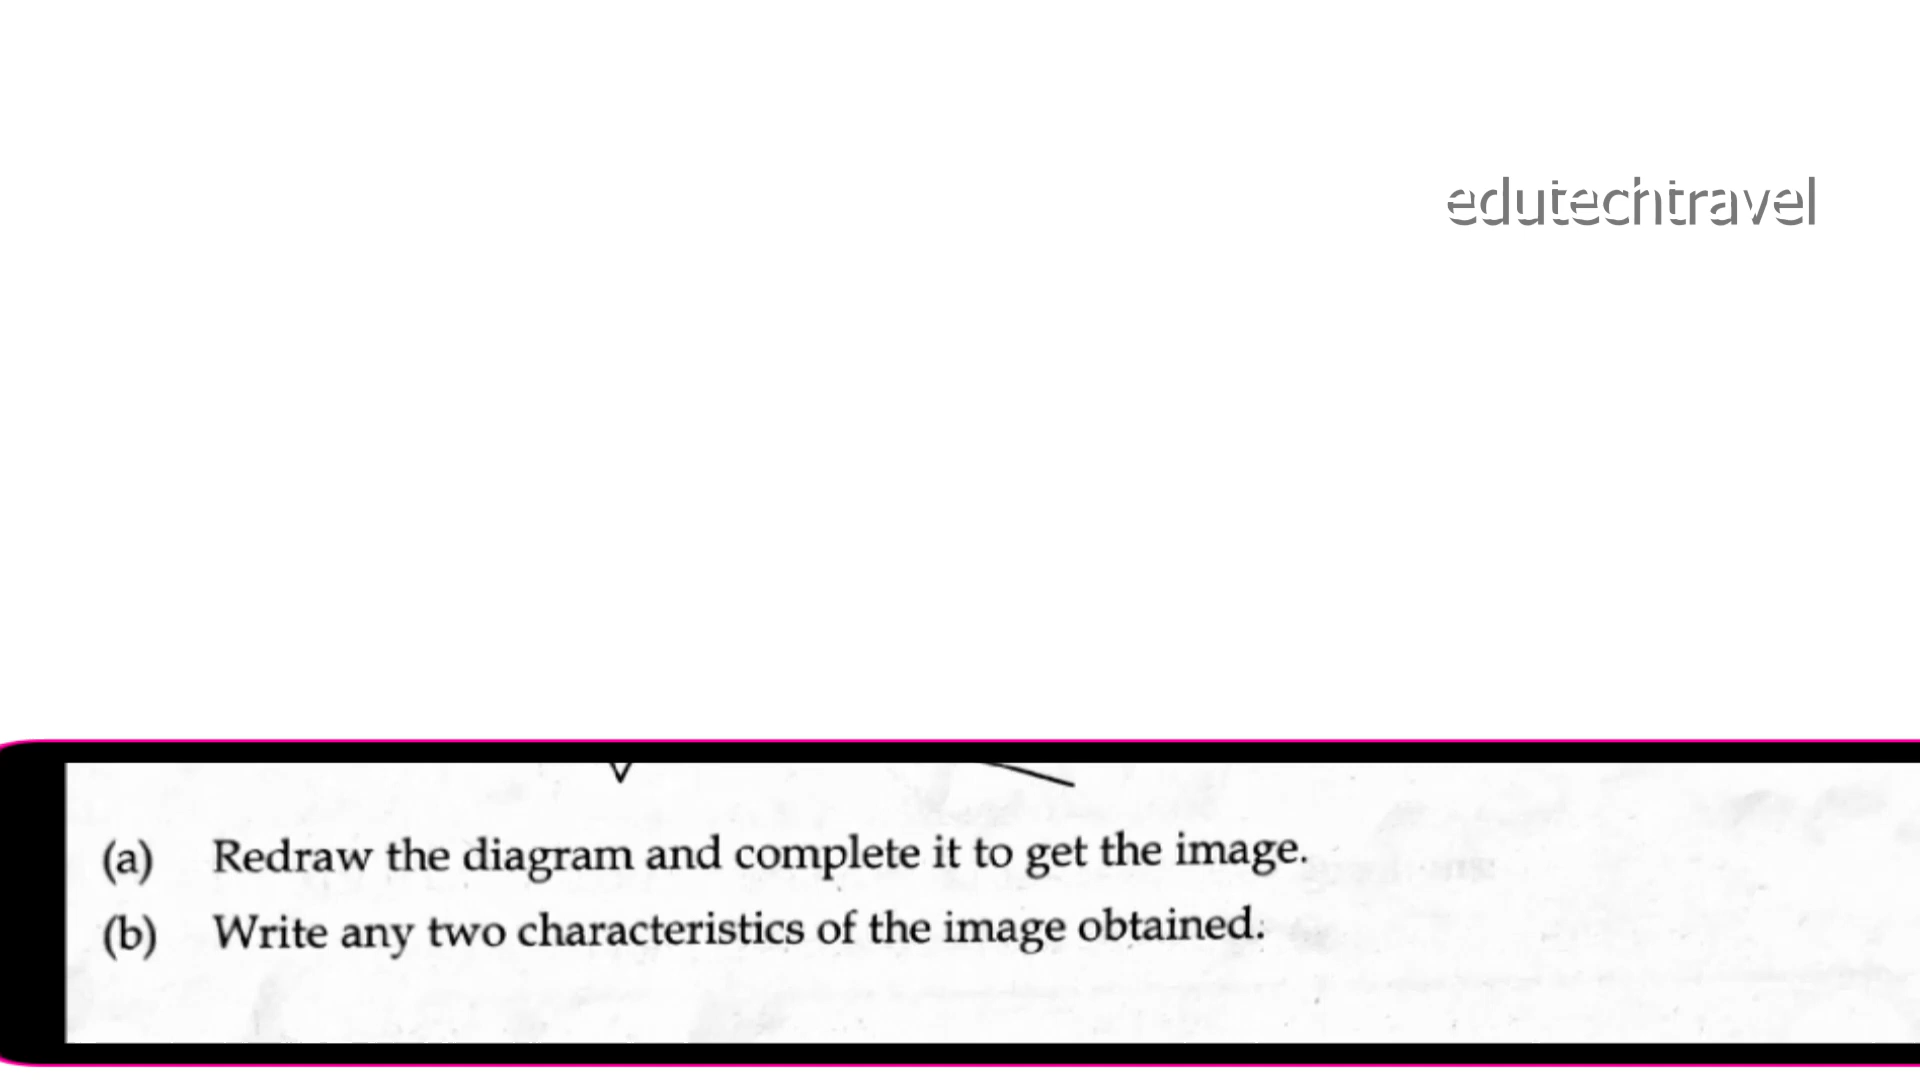 edutechtravel
(a) Redraw the diagram and complete it to get the image.
(b) Write any two characteristics of the image obtained.